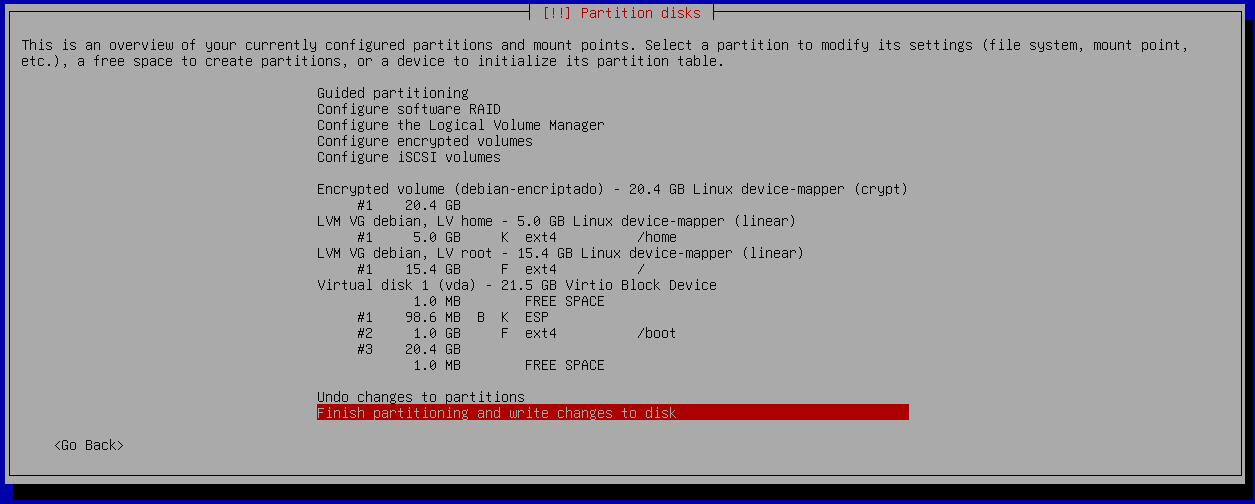 [!!] Partition disks
This is an overview of your currently configured partitions and mount points. Select a partition to modify its settings (file system, mount point,
etc.), a free space to create partitions, or a device to initialize its partition table.
Guided partitioning
Configure software RAID
Configure the Logical Volume Manager
Configure encrypted volumes
Configure iSCSI volumes
Encrypted volume (debian-encriptado) - 20.4 GB Linux device-mapper (crypt)
#1 20.4 GB
LVM VG debian, LV home - 5.0 GB Linux device-mapper (linear)
#1 5.0 GB K ext4 /home
LVM VG debian, LV root - 15.4 GB Linux device-mapper (linear)
#1 15.4 GB F ext4 /
Virtual disk 1 (vda) - 21.5 GB Virtio Block Device
1.0 MB FREE SPACE
#1 98.6 MB B K ESP
#2 1.0 GB F ext4 /boot
#3 20.4 GB
1.0 MB FREE SPACE
Undo changes to partitions
Finish partitioning and write changes to disk
<Go Back>